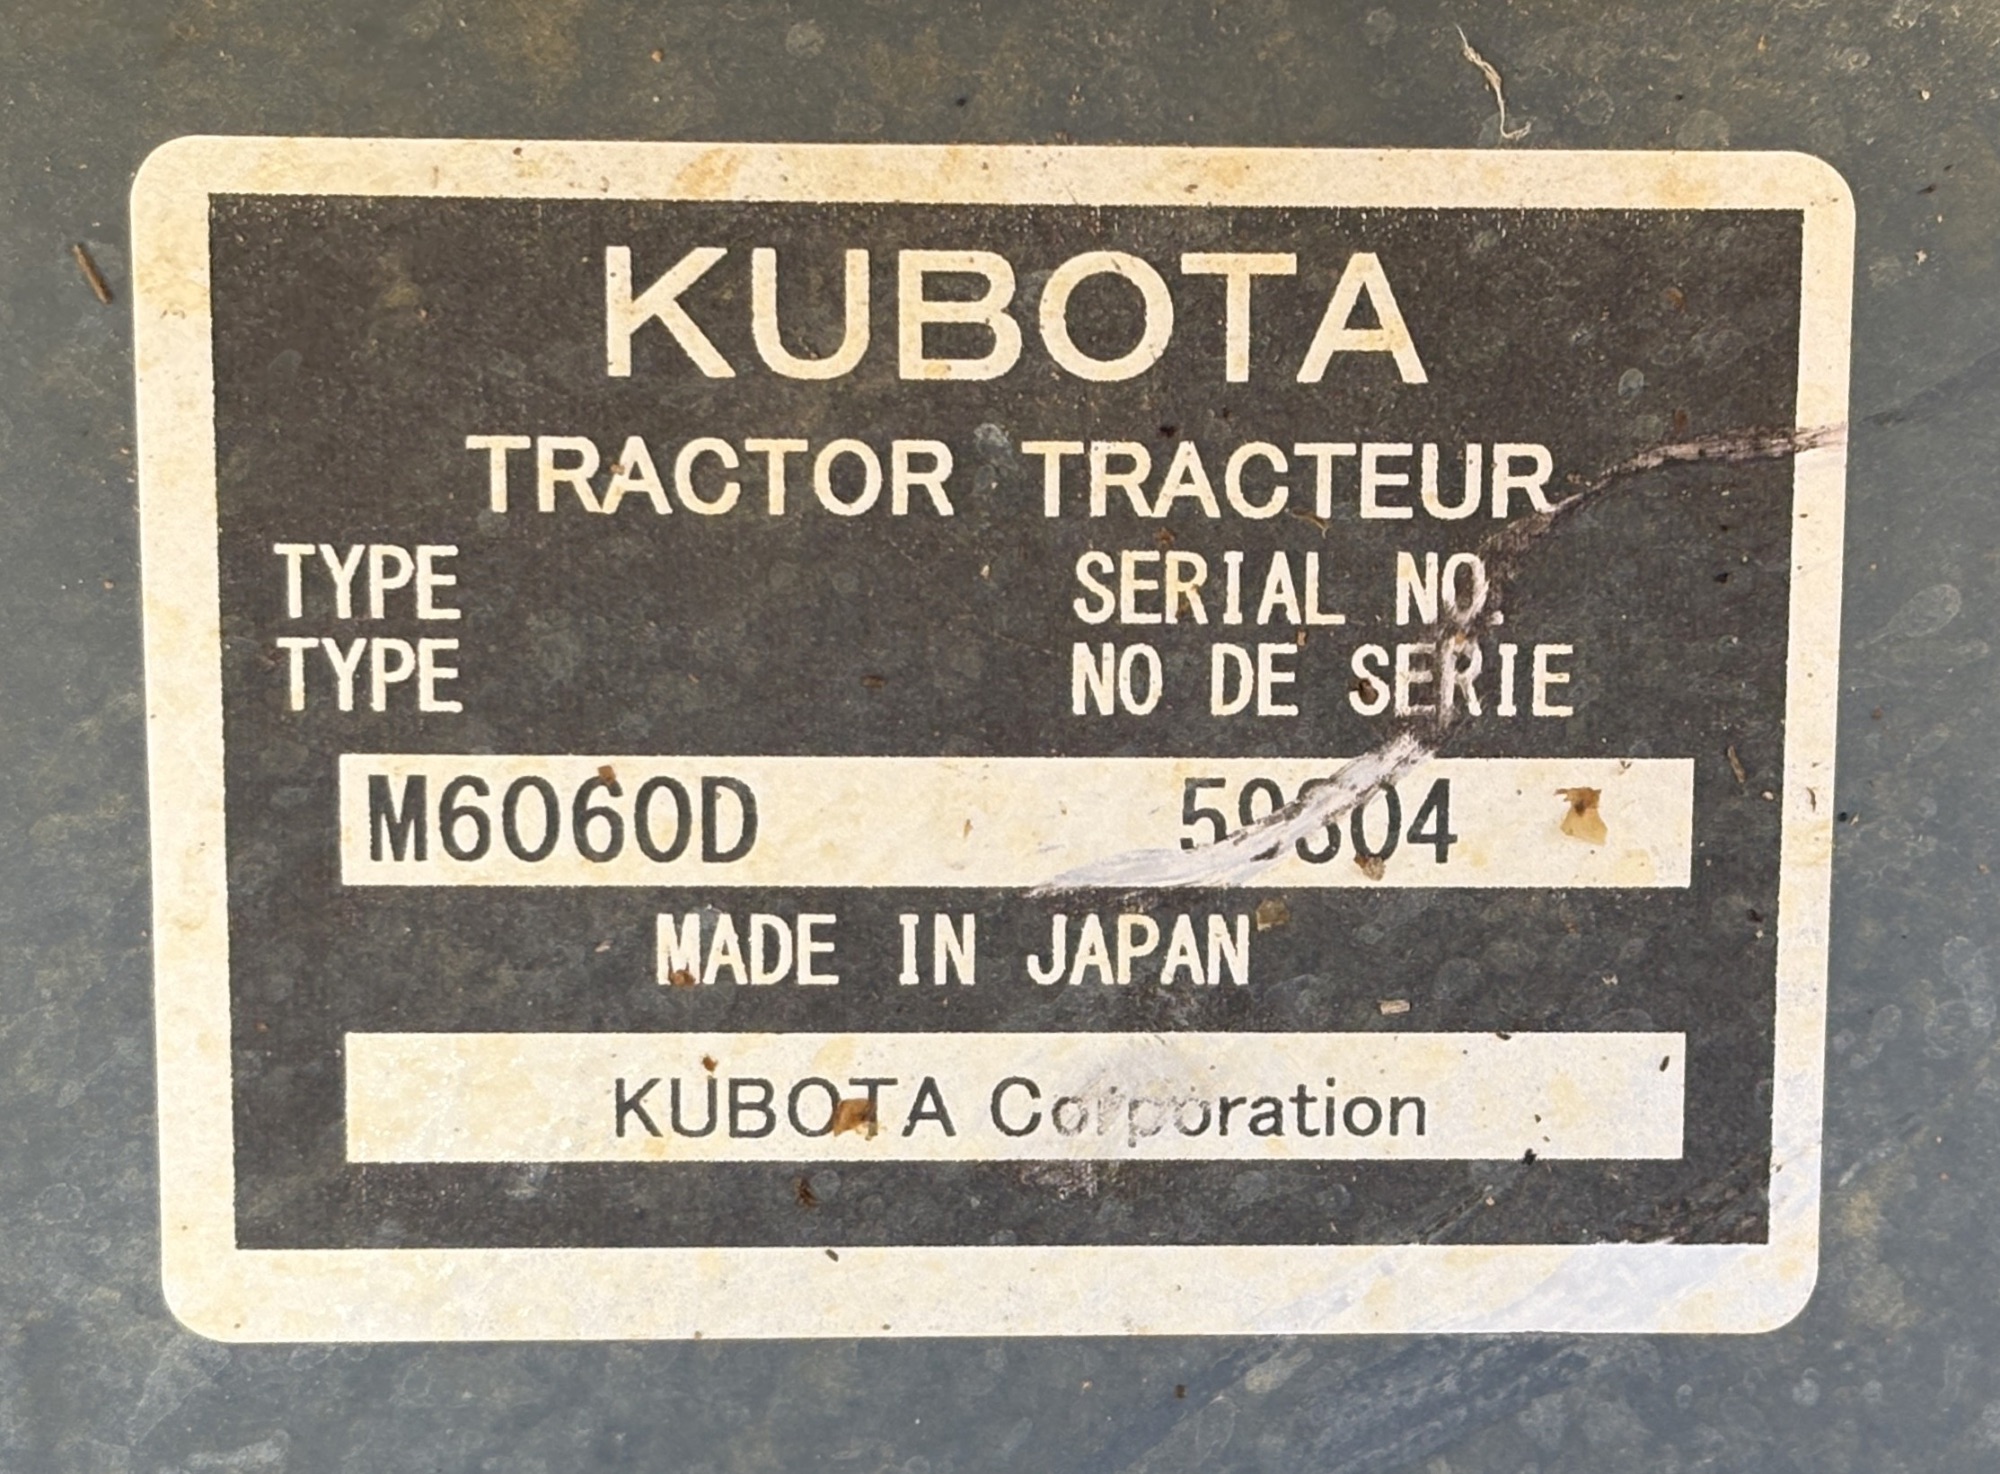 KUBOTA
TRACTOR TRACTEUR
TYPE SERIAL NO.
TYPE NO DE SERIE
M6060D
MADE IN JAPAN
KUBOTA Corporation